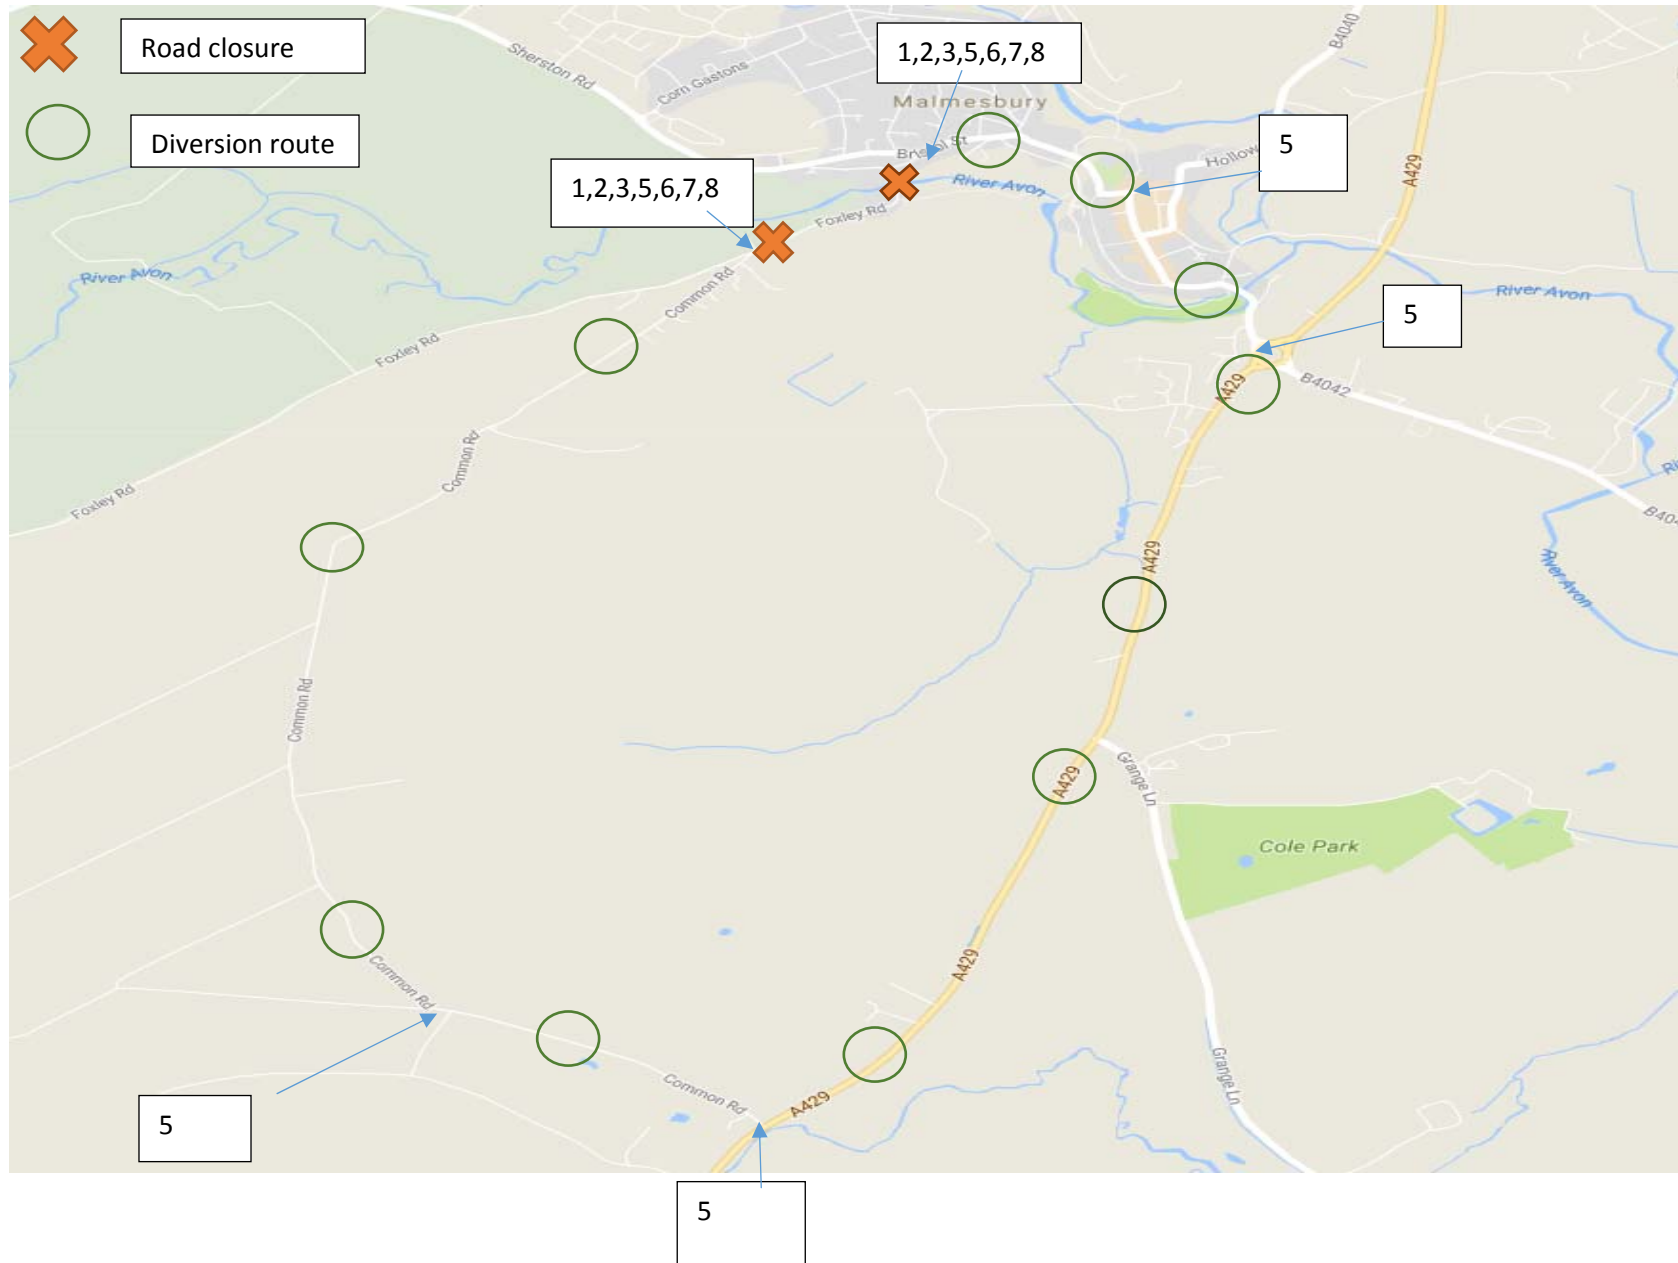 Road closure
Diversion route
1,2,3,5,6,7,8
1,2,3,5,6,7,8
5
5
5
5
Sherston Rd
Corn Gastons
Malmesbury
Bristol St
River Avon
Hollow
B4040
A429
Foxley Rd
Common Rd
River Avon
Foxley Rd
Foxley Rd
Common Rd
River Avon
A429
B4042
A429
River Avon
Common Rd
A429
Grange Ln
Cole Park
A429
Common Rd
Common Rd
A429
Grange Ln